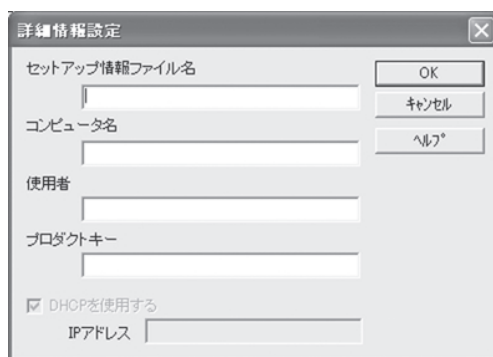 詳細情報設定
セットアップ情報ファイル名
OK
キャンセル
コンピュータ名
ヘルプ
使用者
プロダクトキー
DHCPを使用する
IPアドレス